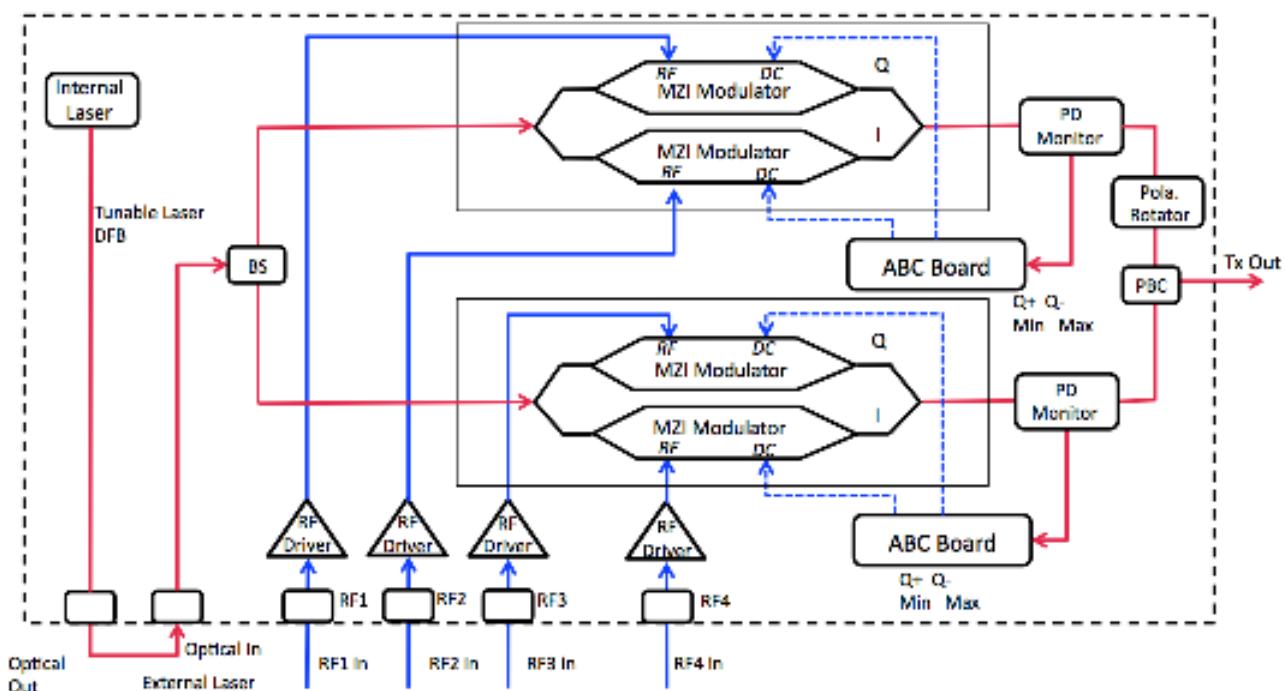 Internal
Laser
Tunable Laser
DFB
BS
RF
DC
MZI Modulator
Q
I
MZI Modulator
RF
DC
PD
Monitor
Pola.
Rotator
ABC Board
Q+ Q-
Min Max
PBC
Tx Out
RF
DC
MZI Modulator
Q
I
MZI Modulator
RF
DC
PD
Monitor
ABC Board
Q+ Q-
Min Max
RF
Driver
RF
Driver
RF
Driver
RF
Driver
RF1
RF2
RF3
RF4
Optical
Out
Optical In
External Laser
RF1 In
RF2 In
RF3 In
RF4 In